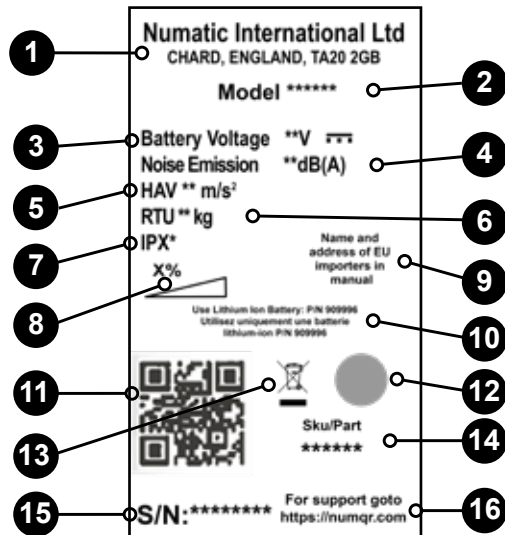 Numatic International Ltd
CHARD, ENGLAND, TA20 2GB
1
Model ******
2
3
Battery Voltage **V
Noise Emission **dB(A)
4
5
HAV ** m/s²
RTU ** kg
6
7
IPX*
Name and
address of EU
importers in
manual
9
X%
8
Use Lithium Ion Battery: P/N 909996
Utilisez uniquement une batterie
lithium-ion P/N 909996
10
11
12
13
Sku/Part
******
14
15
S/N:********
For support goto
https://numqr.com
16